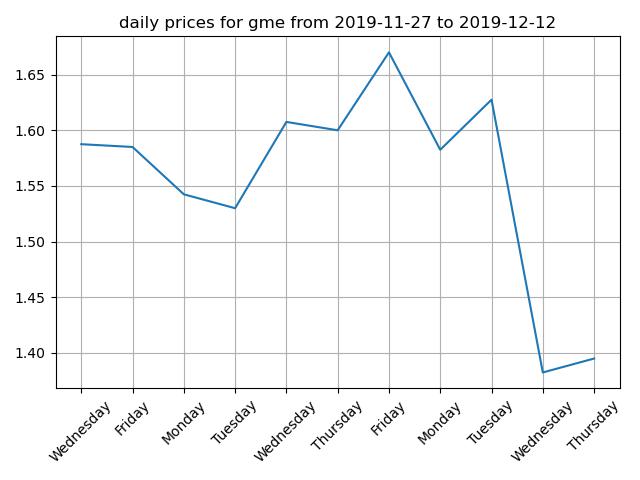 daily prices for gme from 2019-11-27 to 2019-12-12
1.65
1.60
1.55
1.50
1.45
1.40
Wednesday
Friday
Monday
Tuesday
Wednesday
Thursday
Friday
Monday
Tuesday
Wednesday
Thursday